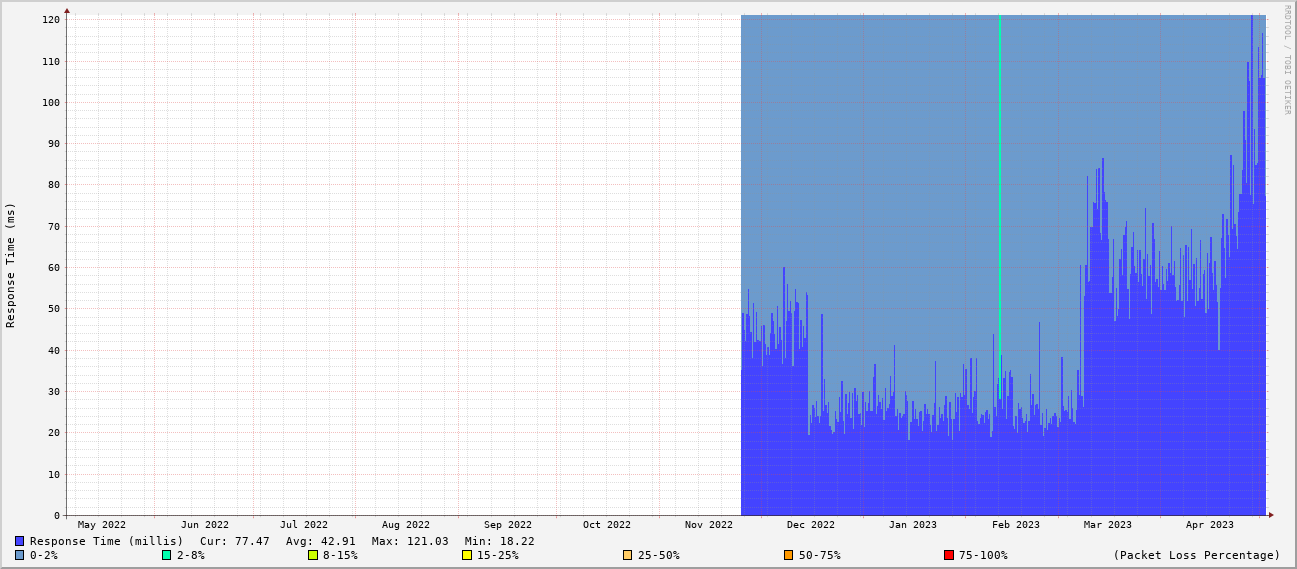 RRDTOOL / TOBI OETIKER
Response Time (ms)
120
110
100
90
80
70
60
50
40
30
20
10
0
May 2022 Jun 2022 Jul 2022 Aug 2022 Sep 2022 Oct 2022 Nov 2022 Dec 2022 Jan 2023 Feb 2023 Mar 2023 Apr 2023
Response Time (millis) Cur: 77.47 Avg: 42.91 Max: 121.03 Min: 18.22
0-2% 2-8% 8-15% 15-25% 25-50% 50-75% 75-100% (Packet Loss Percentage)